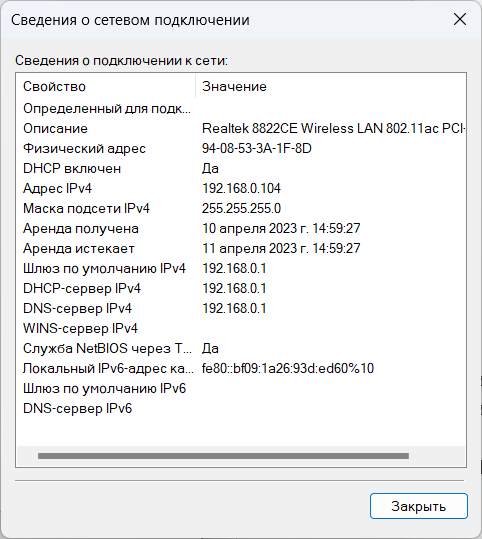 Сведения о сетевом подключении
Сведения о подключении к сети:
Свойство Значение
Определенный для подк...
Описание Realtek 8822CE Wireless LAN 802.11ac PCI-
Физический адрес 94-08-53-3A-1F-8D
DHCP включен Да
Адрес IPv4 192.168.0.104
Маска подсети IPv4 255.255.255.0
Аренда получена 10 апреля 2023 г. 14:59:27
Аренда истекает 11 апреля 2023 г. 14:59:27
Шлюз по умолчанию IPv4 192.168.0.1
DHCP-сервер IPv4 192.168.0.1
DNS-сервер IPv4 192.168.0.1
WINS-сервер IPv4
Служба NetBIOS через T... Да
Локальный IPv6-адрес ка... fe80::bf09:1a26:93d:ed60%10
Шлюз по умолчанию IPv6
DNS-сервер IPv6
Закрыть